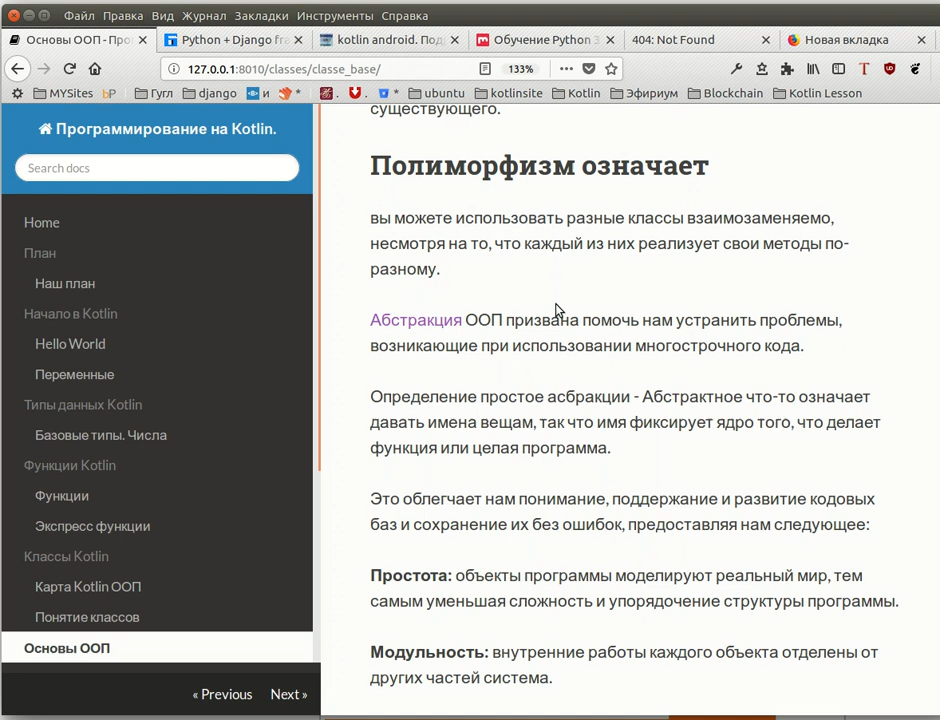 Файл Правка Вид Журнал Закладки Инструменты Справка
Основы ООП - Про
Python + Django fra
kotlin android. Под
Обучение Python 3
404: Not Found
Новая вкладка
127.0.0.1:8010/classes/classe_base/
133%
MYSites
bP
Гугл
django
и
*
*
ubuntu
kotlinsite
Kotlin
Эфириум
Blockchain
Kotlin Lesson
Программирование на Kotlin.
Search docs
Home
План
Наш план
Начало в Kotlin
Hello World
Переменные
Типы данных Kotlin
Базовые типы. Числа
Функции Kotlin
Функции
Экспресс функции
Классы Kotlin
Карта Kotlin ООП
Понятие классов
Основы ООП
« Previous Next »
существующего.
Полиморфизм означает
вы можете использовать разные классы взаимозаменяемо,
несмотря на то, что каждый из них реализует свои методы по-
разному.
Абстракция ООП призвана помочь нам устранить проблемы,
возникающие при использовании многострочного кода.
Определение простое асбракции - Абстрактное что-то означает
давать имена вещам, так что имя фиксирует ядро того, что делает
функция или целая программа.
Это облегчает нам понимание, поддержание и развитие кодовых
баз и сохранение их без ошибок, предоставляя нам следующее:
Простота: объекты программы моделируют реальный мир, тем
самым уменьшая сложность и упорядочение структуры программы.
Модульность: внутренние работы каждого объекта отделены от
других частей система.